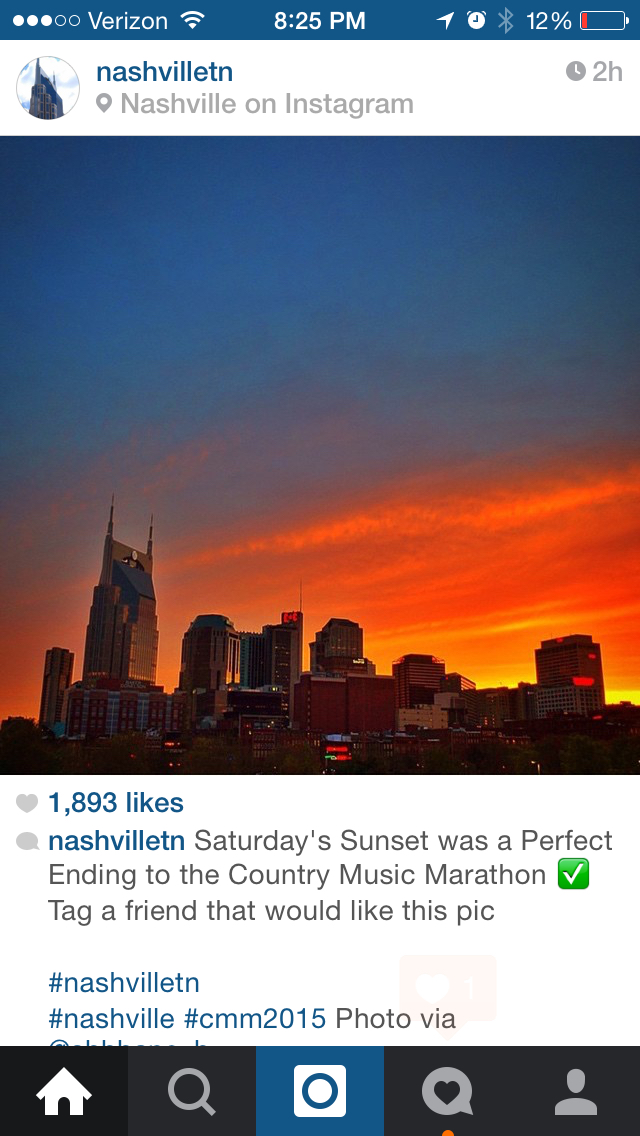 Verizon 8:25 PM 12%
nashvilletn 2h
Nashville on Instagram
1,893 likes
nashvilletn Saturday's Sunset was a Perfect
Ending to the Country Music Marathon ✅
Tag a friend that would like this pic
#nashvilletn
1
#nashville #cmm2015 Photo via